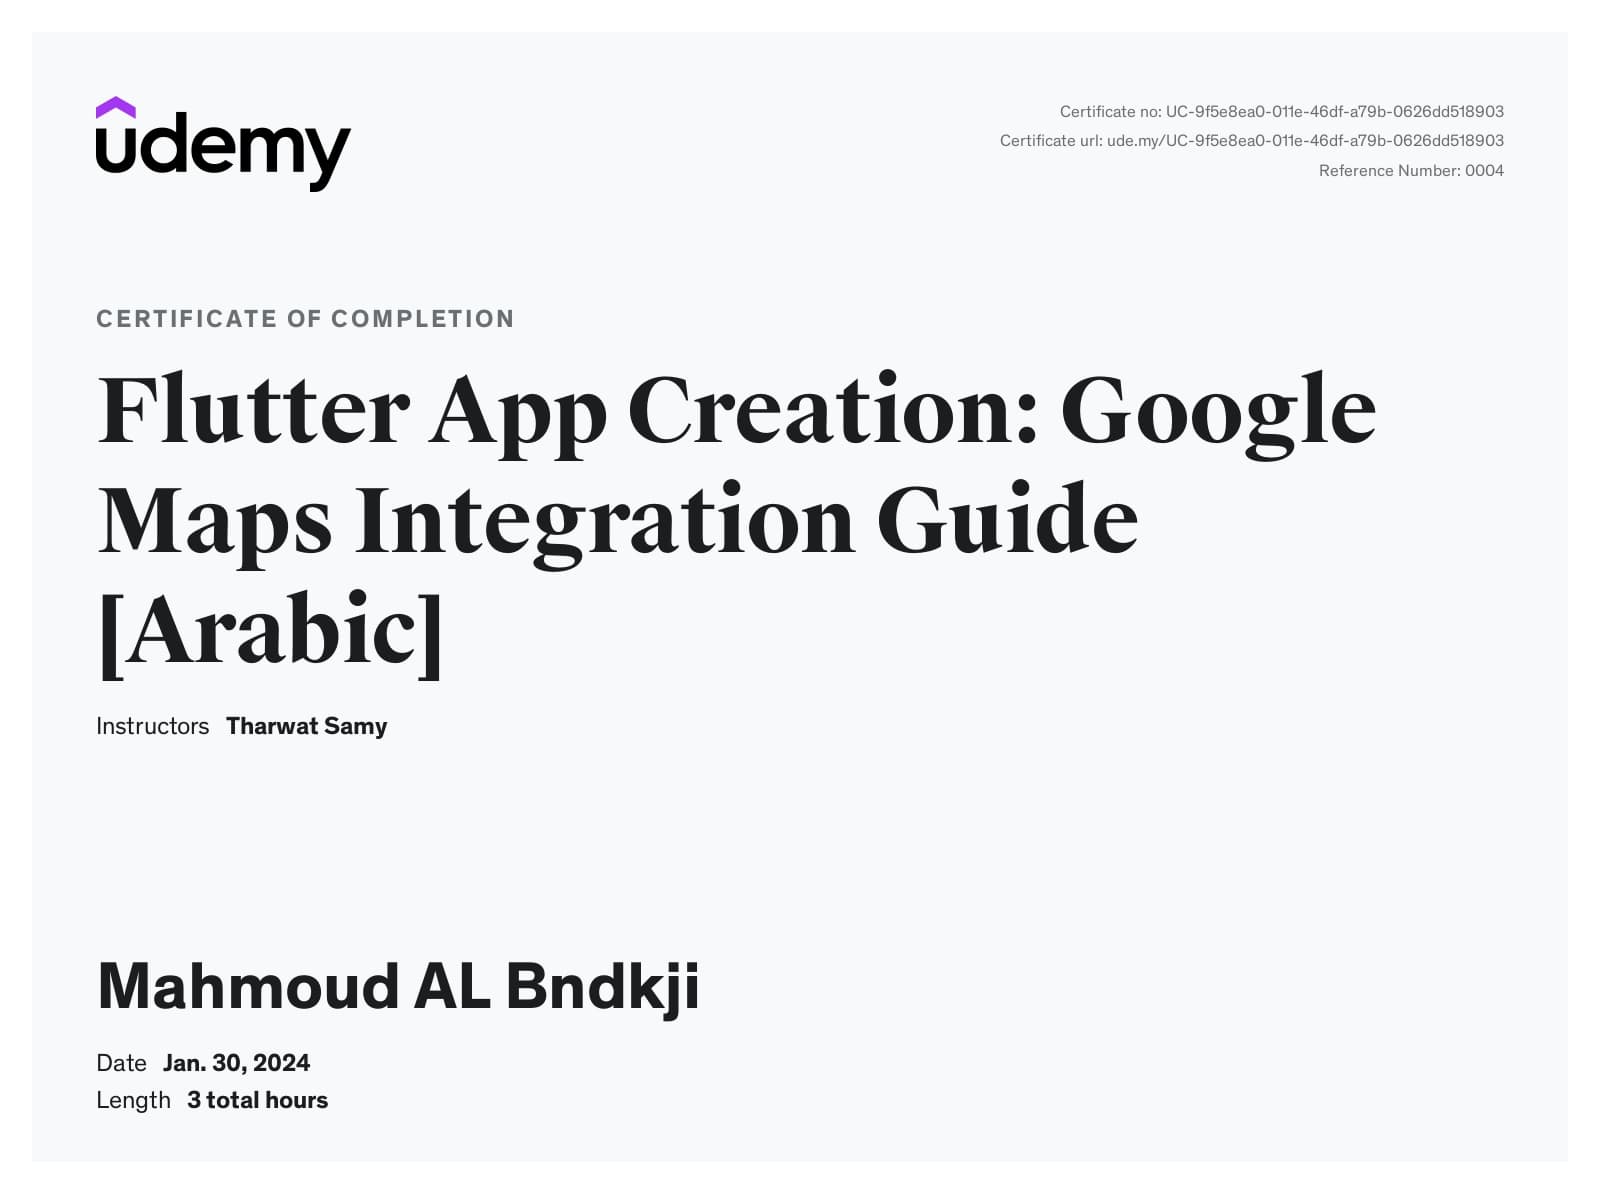 udemy
Certificate no: UC-9f5e8ea0-011e-46df-a79b-0626dd518903
Certificate url: ude.my/UC-9f5e8ea0-011e-46df-a79b-0626dd518903
Reference Number: 0004
CERTIFICATE OF COMPLETION
Flutter App Creation: Google
Maps Integration Guide
[Arabic]
Instructors Tharwat Samy
Mahmoud AL Bndkji
Date Jan. 30, 2024
Length 3 total hours